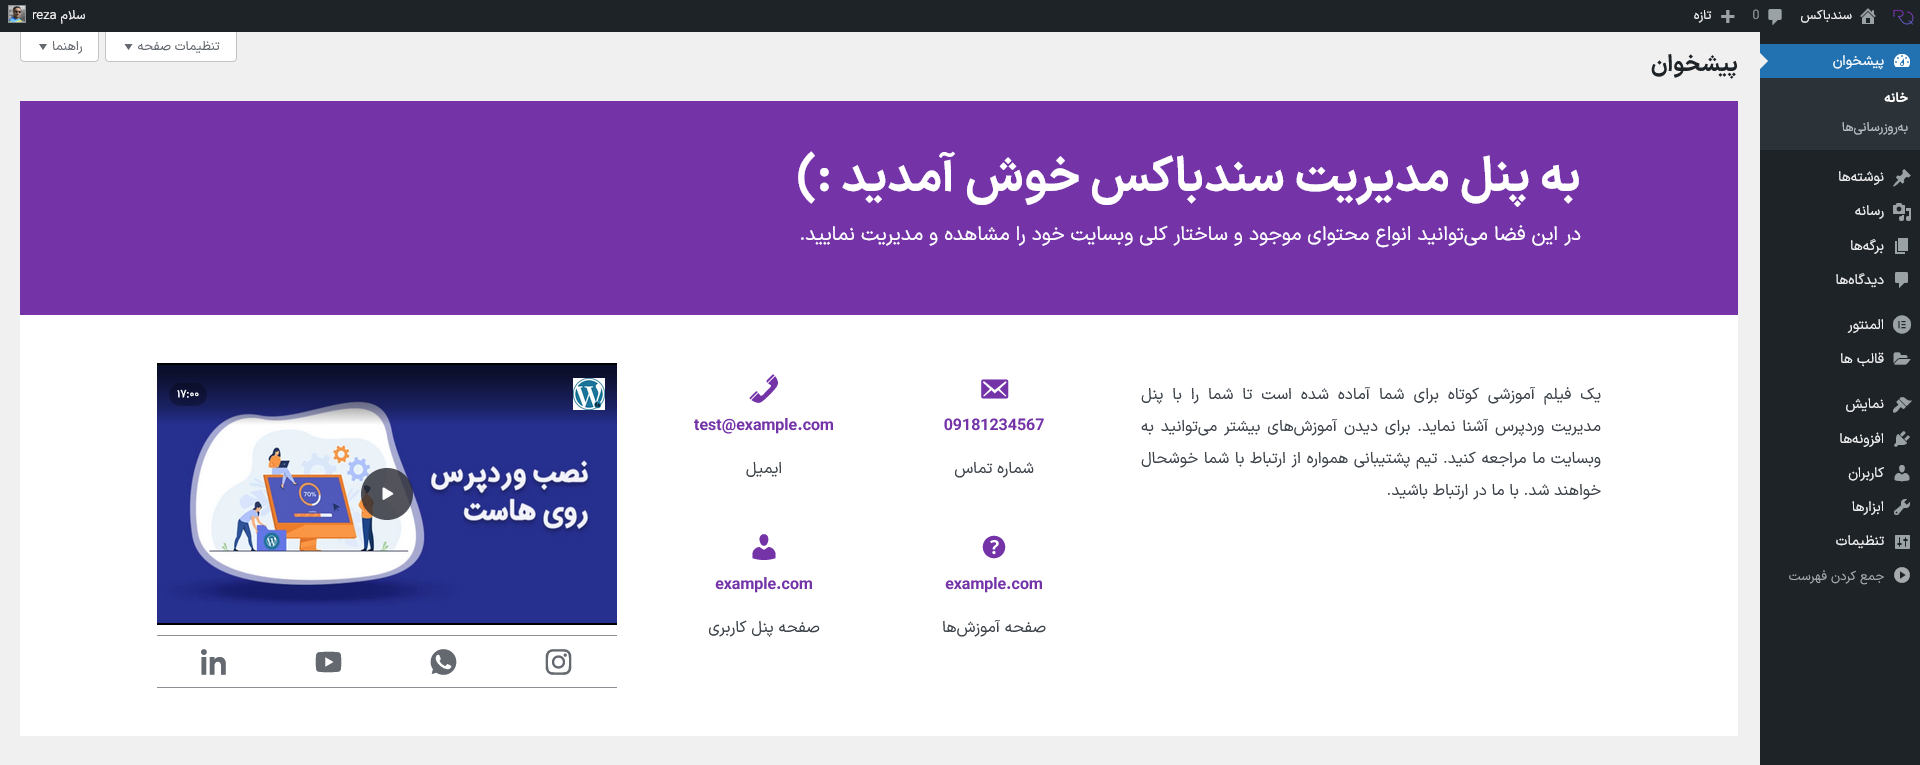 سندباکس
0
تازه
سلام reza
پیشخوان
خانه
به‌روزرسانی‌ها
نوشته‌ها
رسانه
برگه‌ها
دیدگاه‌ها
المنتور
قالب ها
نمایش
افزونه‌ها
کاربران
ابزارها
تنظیمات
جمع کردن فهرست
تنظیمات صفحه
راهنما
پیشخوان
به پنل مدیریت سندباکس خوش آمدید :)
در این فضا می‌توانید انواع محتوای موجود و ساختار کلی وبسایت خود را مشاهده و مدیریت نمایید.
یک فیلم آموزشی کوتاه برای شما آماده شده است تا شما را با پنل
مدیریت وردپرس آشنا نماید. برای دیدن آموزش‌های بیشتر می‌توانید به
وبسایت ما مراجعه کنید. تیم پشتیبانی همواره از ارتباط با شما خوشحال
خواهند شد. با ما در ارتباط باشید.
09181234567
شماره تماس
test@example.com
ایمیل
example.com
صفحه آموزش‌ها
example.com
صفحه پنل کاربری
۱۷:۰۰
نصب وردپرس
روی هاست
70%